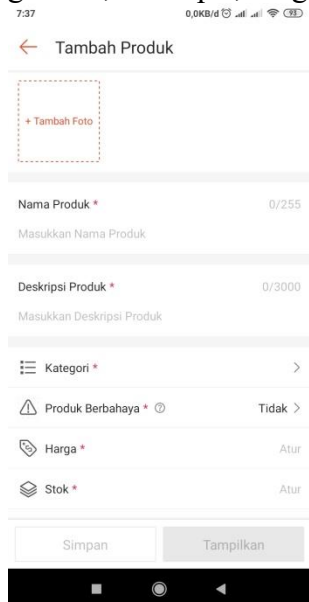 7:37 0,0KB/d 93
Tambah Produk
+ Tambah Foto
Nama Produk * 0/255
Masukkan Nama Produk
Deskripsi Produk * 0/3000
Masukkan Deskripsi Produk
Kategori *
Produk Berbahaya * Tidak
Harga * Atur
Stok * Atur
Simpan Tampilkan